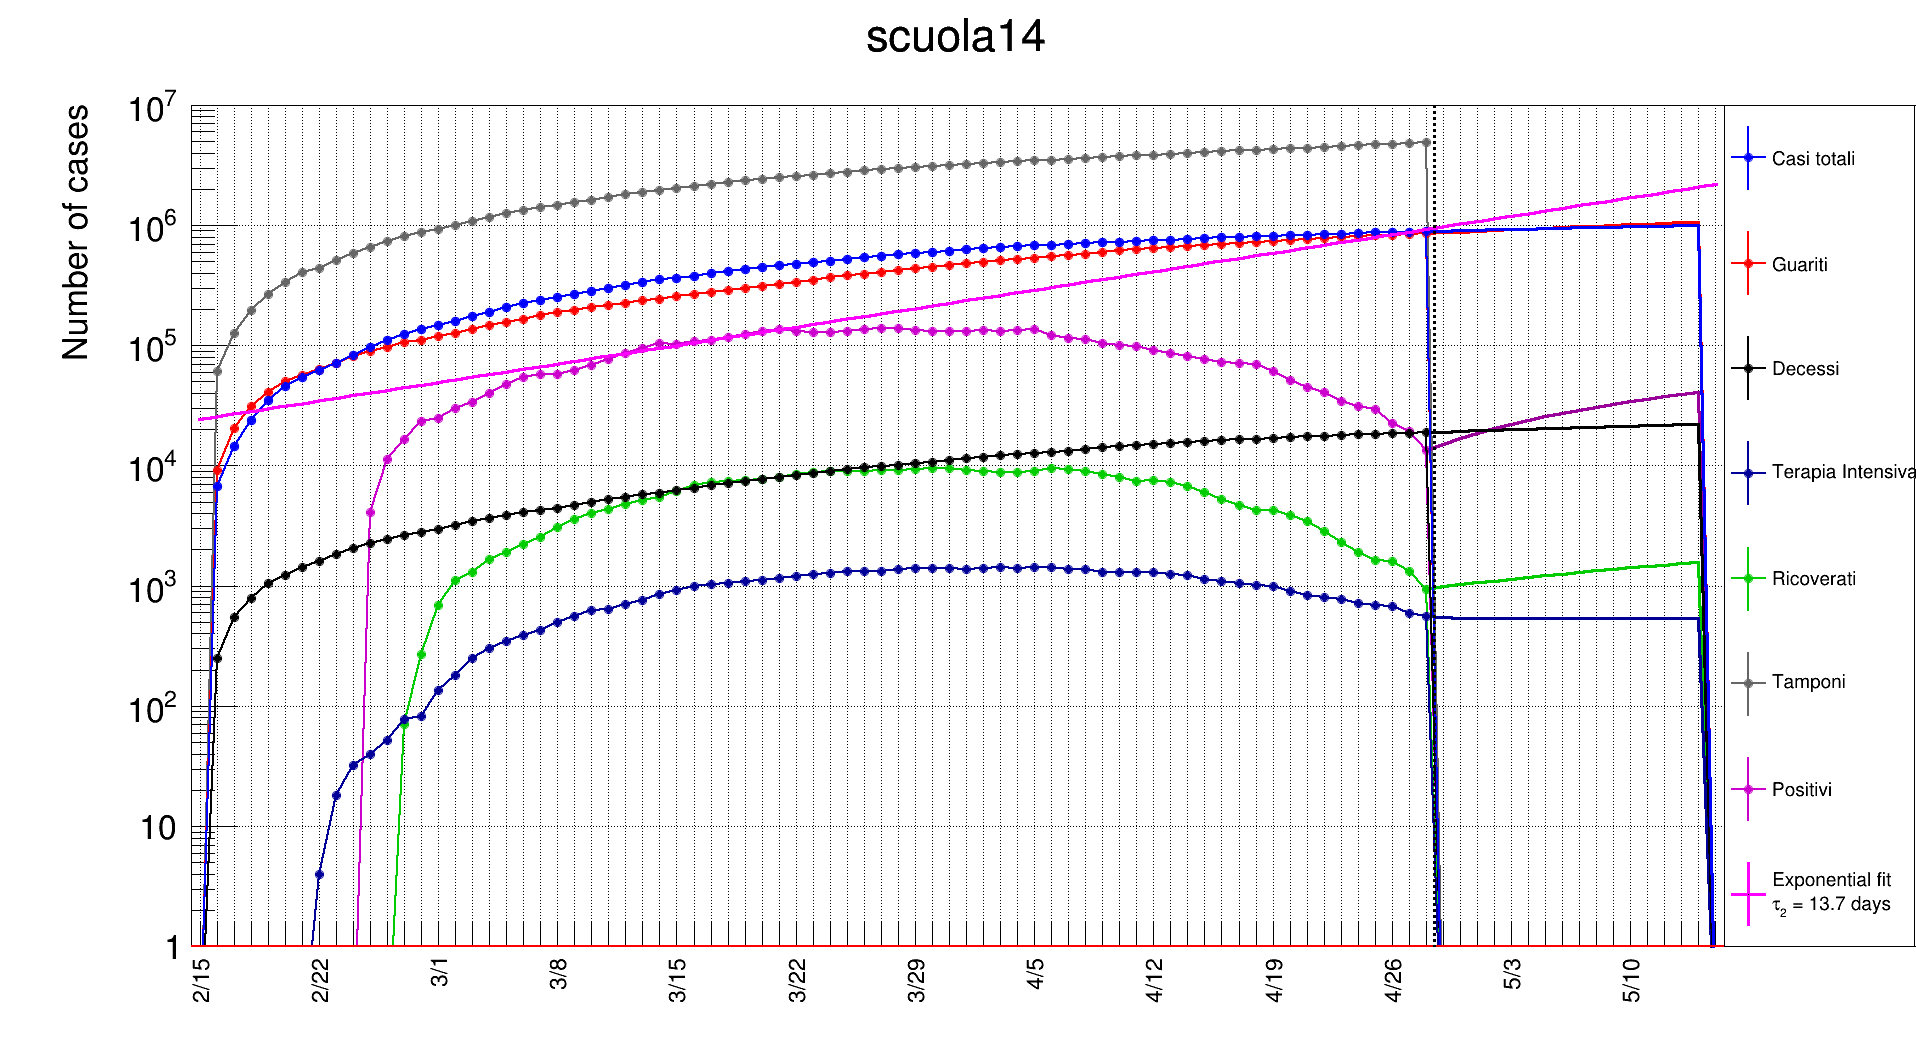 scuola14
Number of cases
10^7
10^6
10^5
10^4
10^3
10^2
10
1
2/15
2/22
3/1
3/8
3/15
3/22
3/29
4/5
4/12
4/19
4/26
5/3
5/10
Casi totali
Guariti
Decessi
Terapia Intensiva
Ricoverati
Tamponi
Positivi
Exponential fit
τ₂ = 13.7 days